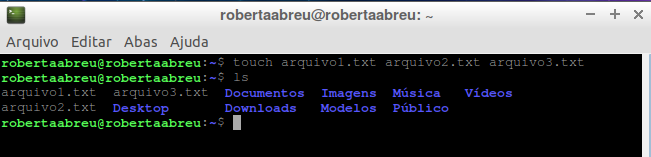 robertaabreu@robertaabreu: ~
Arquivo Editar Abas Ajuda
robertaabreu@robertaabreu:~$ touch arquivo1.txt arquivo2.txt arquivo3.txt
robertaabreu@robertaabreu:~$ ls
arquivo1.txt arquivo3.txt Documentos Imagens Música Vídeos
arquivo2.txt Desktop Downloads Modelos Público
robertaabreu@robertaabreu:~$